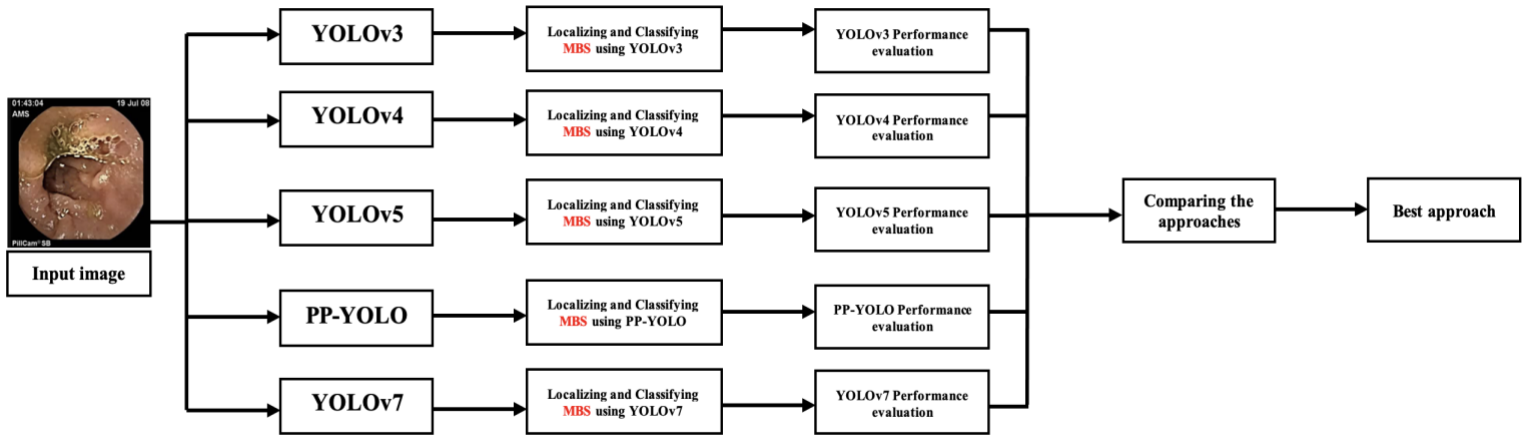 01:43:04 19 Jul 08
AMS
PillCam® SB
Input image
YOLOv3
Localizing and Classifying
MBS using YOLOv3
YOLOv3 Performance
evaluation
YOLOv4
Localizing and Classifying
MBS using YOLOv4
YOLOv4 Performance
evaluation
YOLOv5
Localizing and Classifying
MBS using YOLOv5
YOLOv5 Performance
evaluation
PP-YOLO
Localizing and Classifying
MBS using PP-YOLO
PP-YOLO Performance
evaluation
YOLOv7
Localizing and Classifying
MBS using YOLOv7
YOLOv7 Performance
evaluation
Comparing the
approaches
Best approach